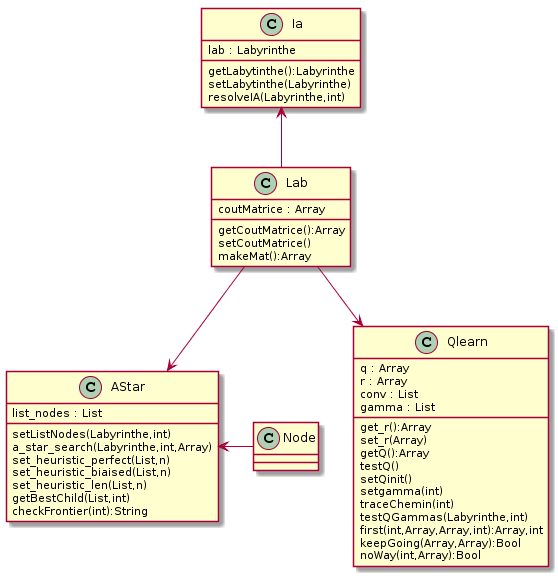 C Ia
lab : Labyrinthe
getLabytinthe():Labyrinthe
setLabytinthe(Labyrinthe)
resolveIA(Labyrinthe,int)
C Lab
coutMatrice : Array
getCoutMatrice():Array
setCoutMatrice()
makeMat():Array
C AStar
list_nodes : List
setListNodes(Labyrinthe,int)
a_star_search(Labyrinthe,int,Array)
set_heuristic_perfect(List,n)
set_heuristic_biaised(List,n)
set_heuristic_len(List,n)
getBestChild(List,int)
checkFrontier(int):String
C Node
C Qlearn
q : Array
r : Array
conv : List
gamma : List
get_r():Array
set_r(Array)
getQ():Array
testQ()
setQinit()
setgamma(int)
traceChemin(int)
testQGammas(Labyrinthe,int)
first(int,Array,Array,int):Array,int
keepGoing(Array,Array):Bool
noWay(int,Array):Bool